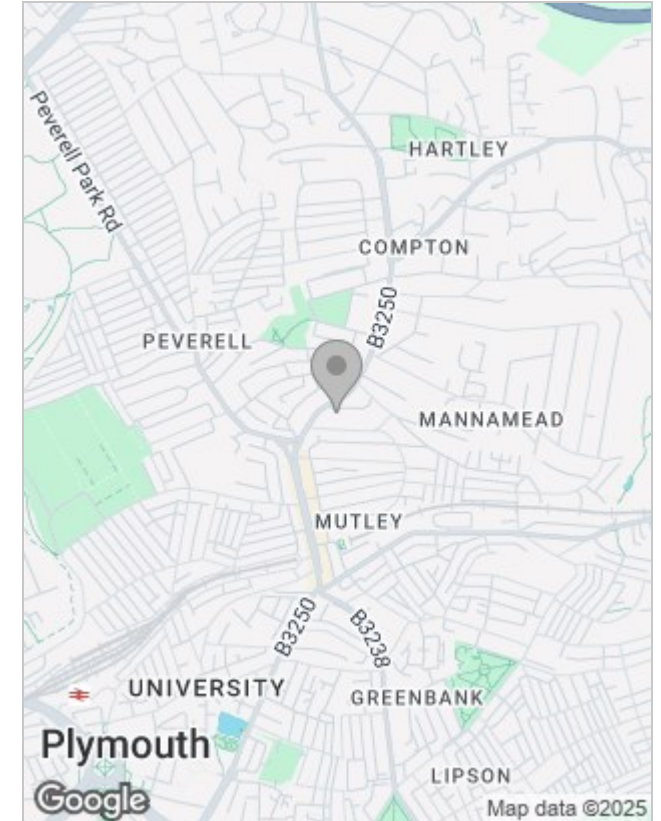 Peverell Park Rd
HARTLEY
COMPTON
B3250
PEVERELL
MANNAMEAD
MUTLEY
B3250
B3238
UNIVERSITY
GREENBANK
Plymouth
LIPSON
Google
Map data ©2025